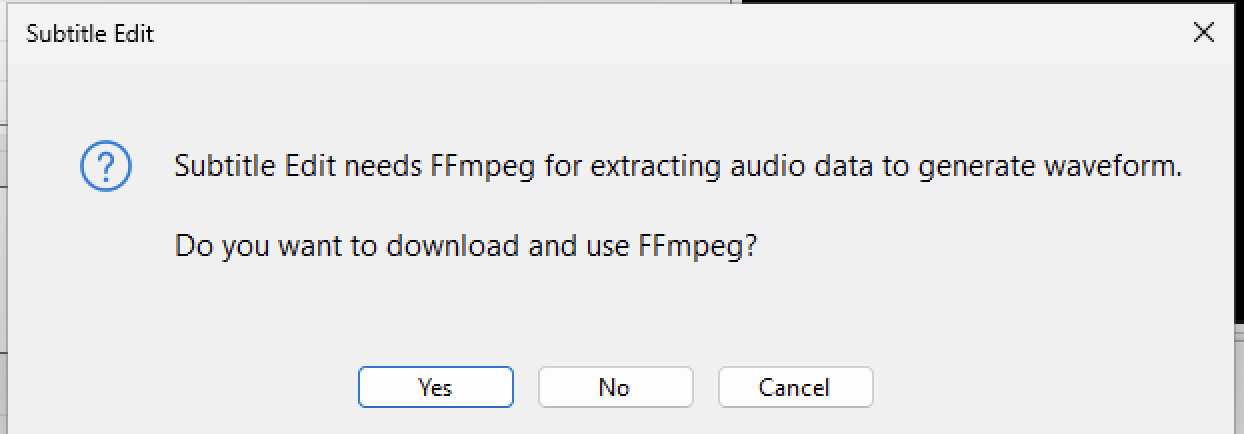 Subtitle Edit
Subtitle Edit needs FFmpeg for extracting audio data to generate waveform.
Do you want to download and use FFmpeg?
Yes No Cancel